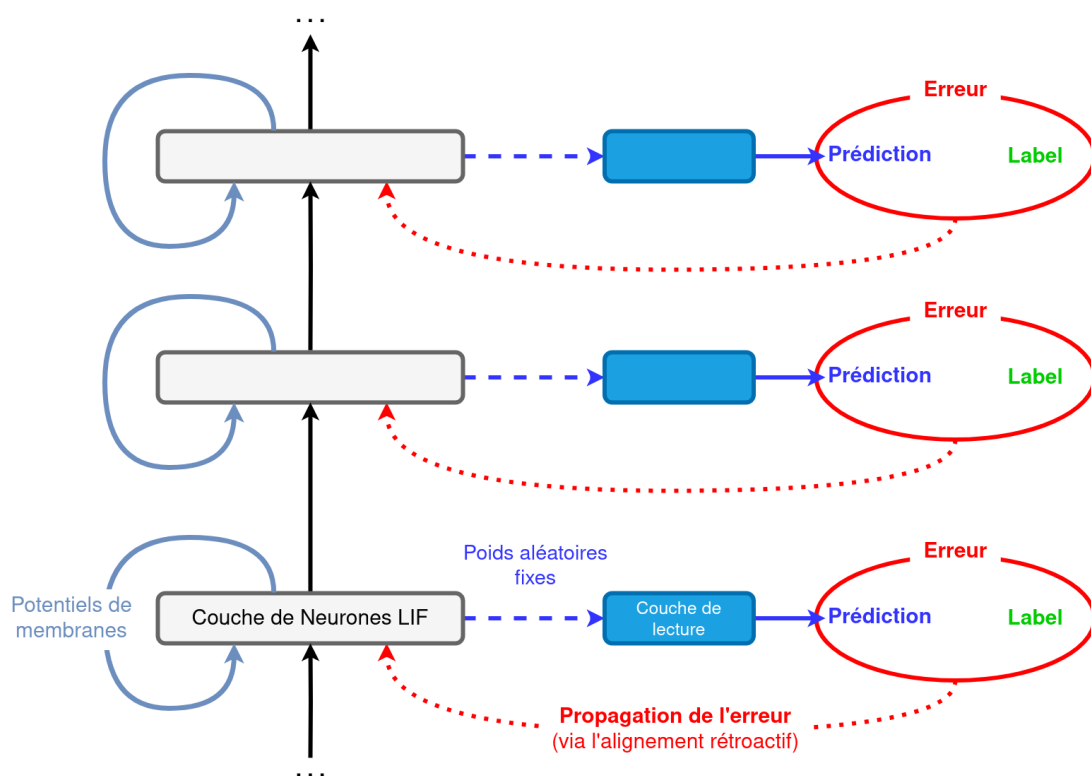 ...
Erreur
Prédiction
Label
Erreur
Prédiction
Label
Poids aléatoires
fixes
Erreur
Potentiels de
membranes
Couche de Neurones LIF
Couche de
lecture
Prédiction
Label
Propagation de l'erreur
(via l'alignement rétroactif)
...